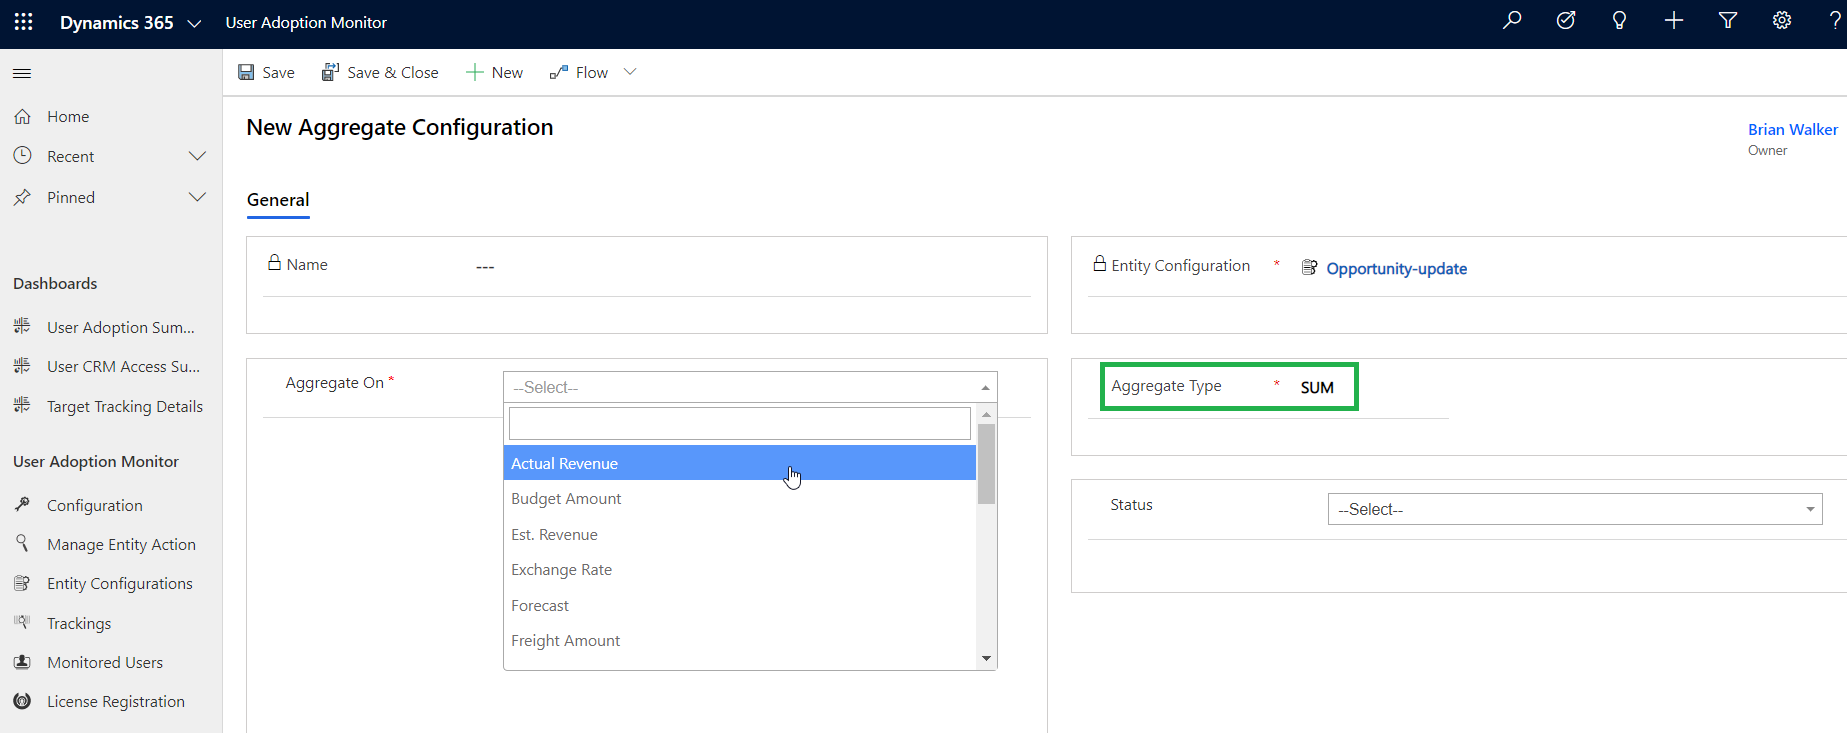 Dynamics 365
User Adoption Monitor
?
Save
Save & Close
New
Flow
Home
Recent
Pinned
Dashboards
User Adoption Sum...
User CRM Access Su...
Target Tracking Details
User Adoption Monitor
Configuration
Manage Entity Action
Entity Configurations
Trackings
Monitored Users
License Registration
New Aggregate Configuration
Brian Walker
Owner
General
Name ---
Entity Configuration * Opportunity-update
Aggregate On * --Select--
Actual Revenue
Budget Amount
Est. Revenue
Exchange Rate
Forecast
Freight Amount
Aggregate Type * SUM
Status --Select--